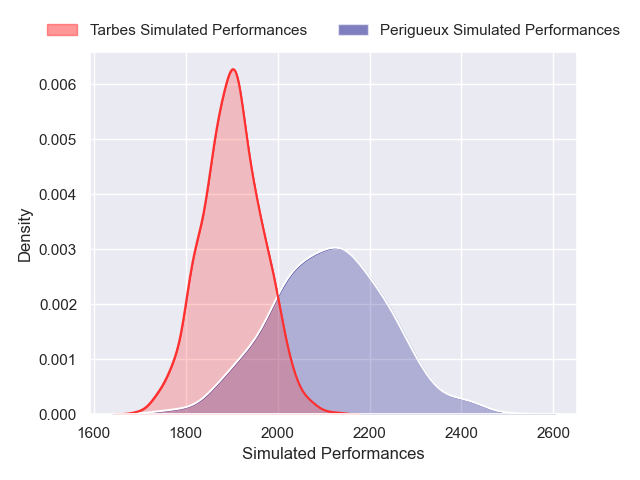 Tarbes Simulated Performances
Perigueux Simulated Performances
0.006
0.005
0.004
0.003
0.002
0.001
0.000
Density
1600 1800 2000 2200 2400 2600
Simulated Performances